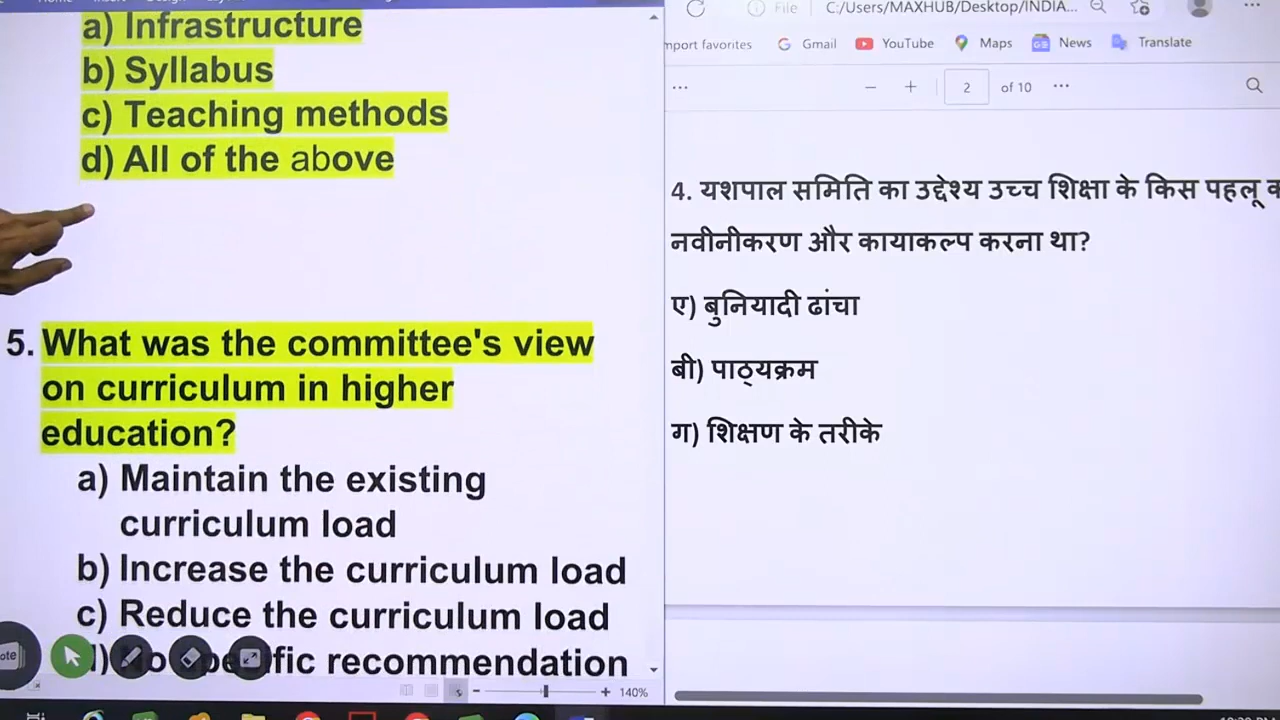 a) Infrastructure
b) Syllabus
c) Teaching methods
d) All of the above
5. What was the committee's view
on curriculum in higher
education?
a) Maintain the existing
curriculum load
b) Increase the curriculum load
c) Reduce the curriculum load
recommendation
140%
File C:/Users/MAXHUB/Desktop/INDIA...
mport favorites Gmail YouTube Maps News Translate
2 of 10
4. यशपाल समिति का उद्देश्य उच्च शिक्षा के किस पहलू
नवीनीकरण और कायाकल्प करना था?
ए) बुनियादी ढांचा
बी) पाठ्यक्रम
ग) शिक्षण के तरीके